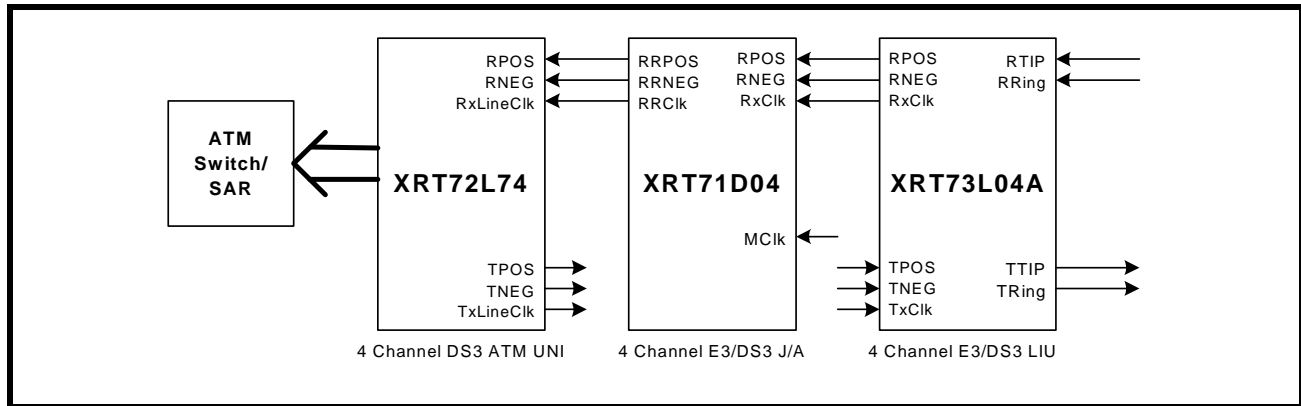 ATM
Switch/
SAR
RPOS
RNEG
RxLineClk
XRT72L74
TPOS
TNEG
TxLineClk
4 Channel DS3 ATM UNI
RRPOS RPOS
RRNEG RNEG
RRClk RxClk
XRT71D04
MClk
4 Channel E3/DS3 J/A
RPOS RTIP
RNEG RRing
RxClk
XRT73L04A
TPOS TTIP
TNEG TRing
TxClk
4 Channel E3/DS3 LIU